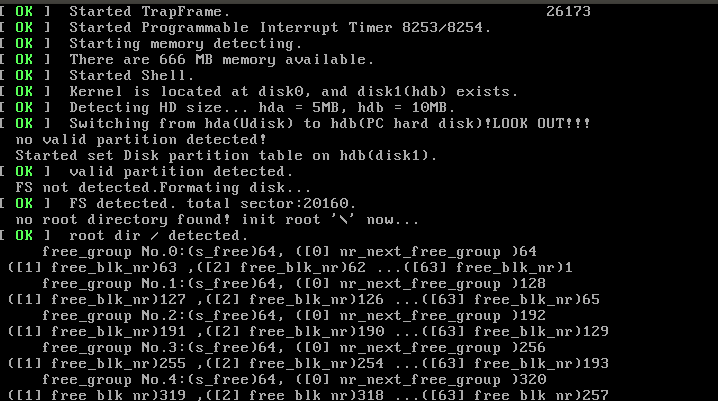 [ OK ] Started TrapFrame. 26173
[ OK ] Started Programmable Interrupt Timer 8253/8254.
[ OK ] Starting memory detecting.
[ OK ] There are 666 MB memory available.
[ OK ] Started Shell.
[ OK ] Kernel is located at disk0, and disk1(hdb) exists.
[ OK ] Detecting HD size... hda = 5MB, hdb = 10MB.
[ OK ] Switching from hda(Udisk) to hdb(PC hard disk)!LOOK OUT!!!
no valid partition detected!
Started set Disk partition table on hdb(disk1).
[ OK ] valid partition detected.
FS not detected.Formating disk...
[ OK ] FS detected. total sector:20160.
no root directory found! init root '\' now...
[ OK ] root dir / detected.
free_group No.0:(s_free)64, ([0] nr_next_free_group )64
([1] free_blk_nr)63 ,([2] free_blk_nr)62 ...([63] free_blk_nr)1
free_group No.1:(s_free)64, ([0] nr_next_free_group )128
([1] free_blk_nr)127 ,([2] free_blk_nr)126 ...([63] free_blk_nr)65
free_group No.2:(s_free)64, ([0] nr_next_free_group )192
([1] free_blk_nr)191 ,([2] free_blk_nr)190 ...([63] free_blk_nr)129
free_group No.3:(s_free)64, ([0] nr_next_free_group )256
([1] free_blk_nr)255 ,([2] free_blk_nr)254 ...([63] free_blk_nr)193
free_group No.4:(s_free)64, ([0] nr_next_free_group )320
([1] free_blk_nr)319 ,([2] free_blk_nr)318 ...([63] free_blk_nr)257